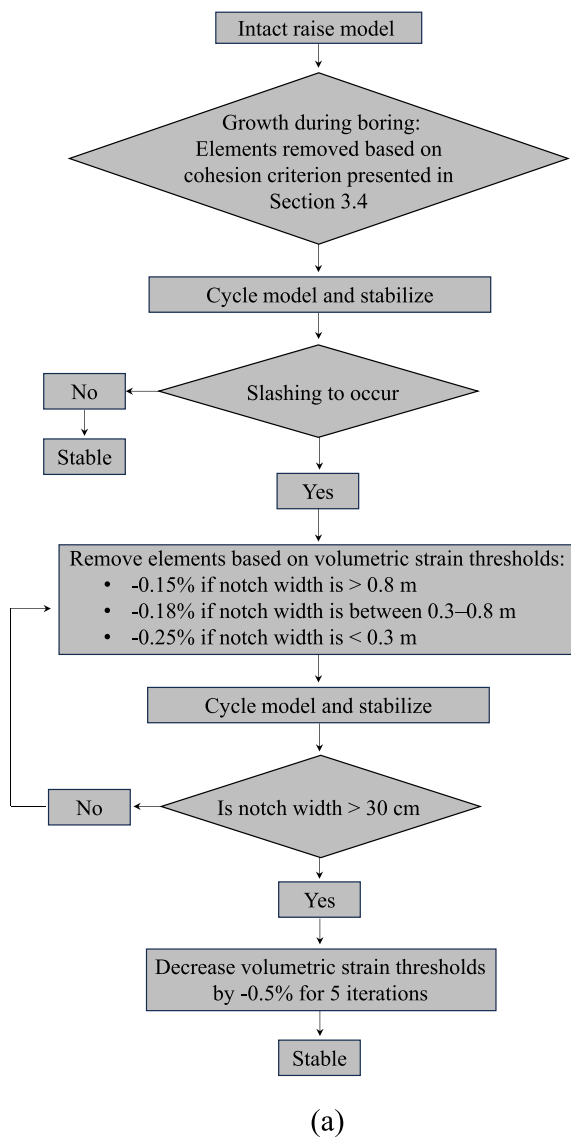 Intact raise model
Growth during boring:
Elements removed based on
cohesion criterion presented in
Section 3.4
Cycle model and stabilize
Slashing to occur
No
Stable
Yes
Remove elements based on volumetric strain thresholds:
• -0.15% if notch width is > 0.8 m
• -0.18% if notch width is between 0.3–0.8 m
• -0.25% if notch width is < 0.3 m
Cycle model and stabilize
Is notch width > 30 cm
No
Yes
Decrease volumetric strain thresholds
by -0.5% for 5 iterations
Stable
(a)